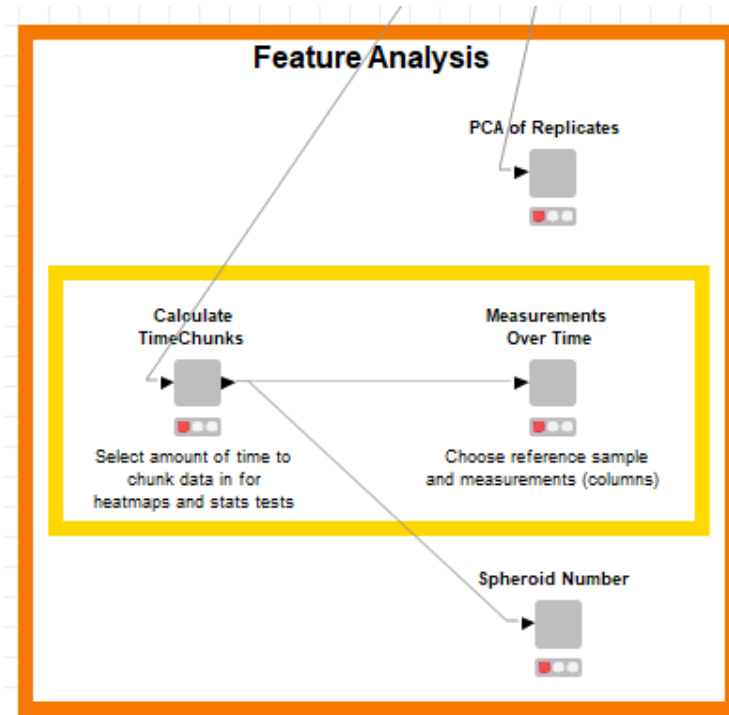 Feature Analysis
PCA of Replicates
Calculate
TimeChunks
Measurements
Over Time
Select amount of time to
chunk data in for
heatmaps and stats tests
Choose reference sample
and measurements (columns)
Spheroid Number